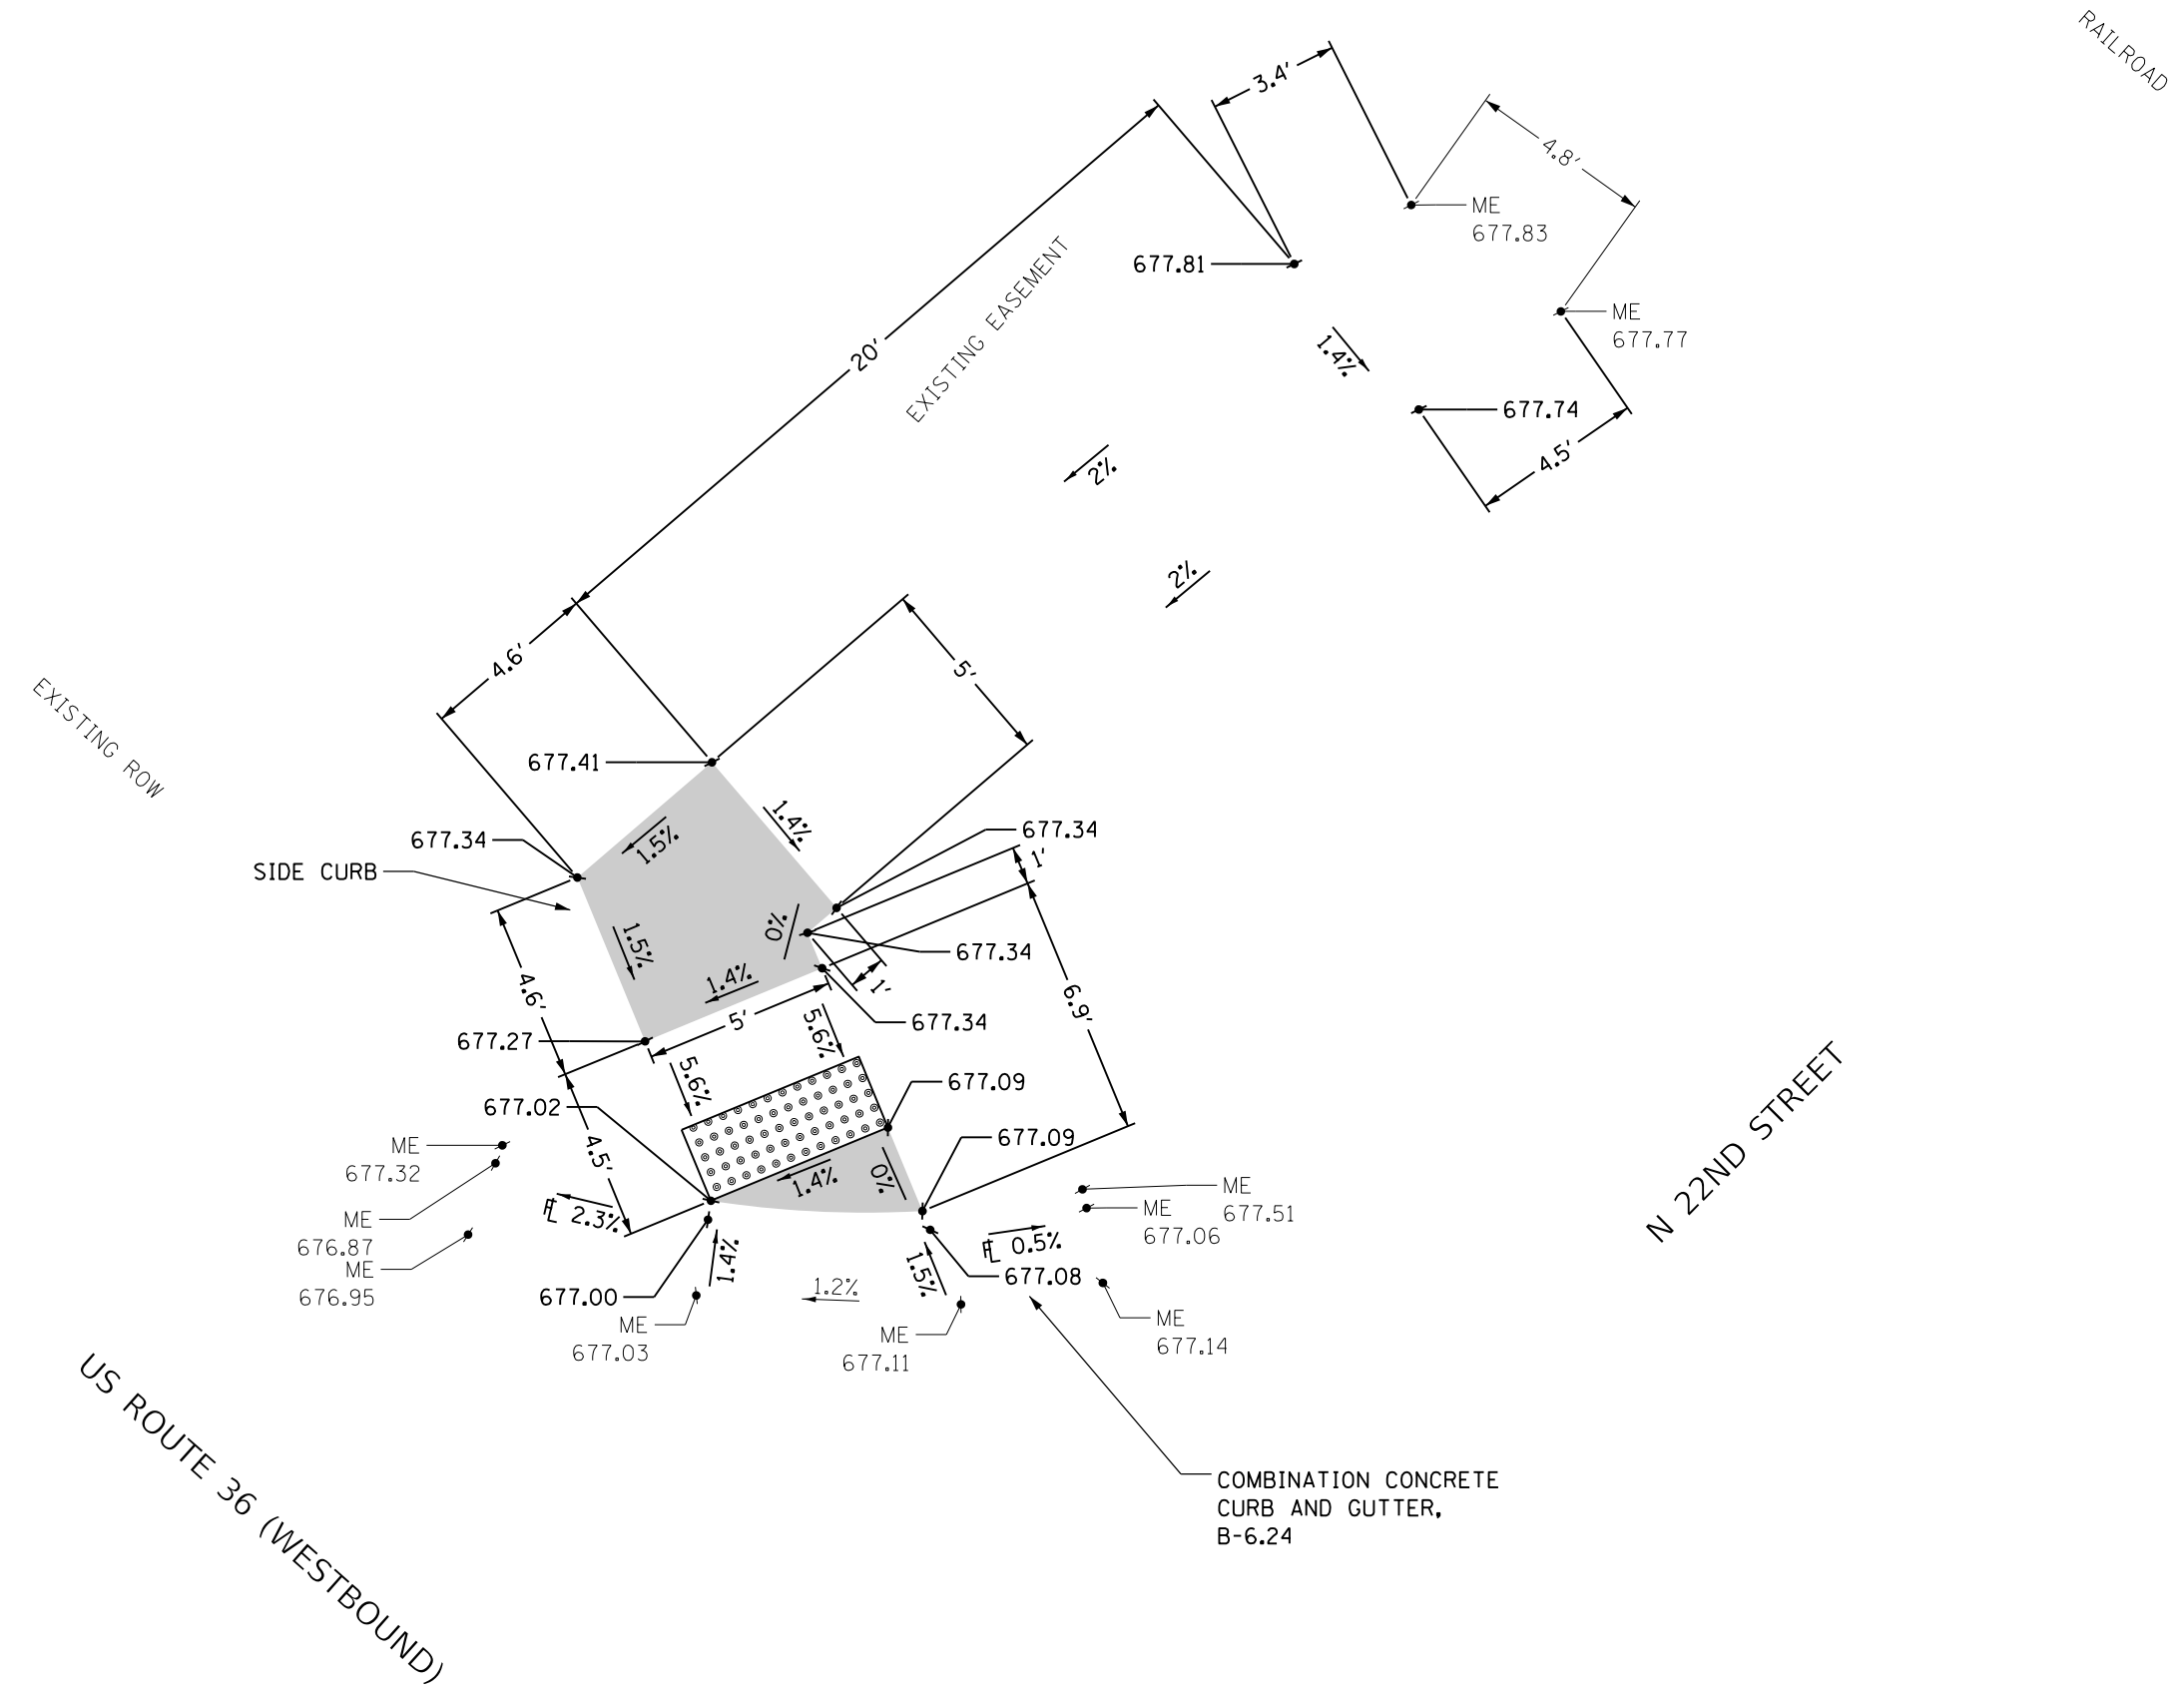 RAILROAD
3.4'
4.8'
ME
677.83
677.81
ME
677.77
20'
EXISTING EASEMENT
1.4%
677.74
4.5'
2%
2%
4.6'
5'
EXISTING ROW
677.41
1.4%
677.34
677.34
1.5%
1'
SIDE CURB
0%
1.5%
677.34
1.4%
1'
4.6'
5'
677.34
6.9'
677.27
5.6%
5.6%
677.09
677.02
677.09
ME
677.32
4.5'
1.4%
0%
ME
676.87
ME
676.95
FL 2.3%
ME
677.51
ME
677.06
FL 0.5%
1.4%
1.5%
677.08
677.00
1.2%
ME
677.03
ME
677.11
ME
677.14
N 22ND STREET
US ROUTE 36 (WESTBOUND)
COMBINATION CONCRETE
CURB AND GUTTER,
B-6.24